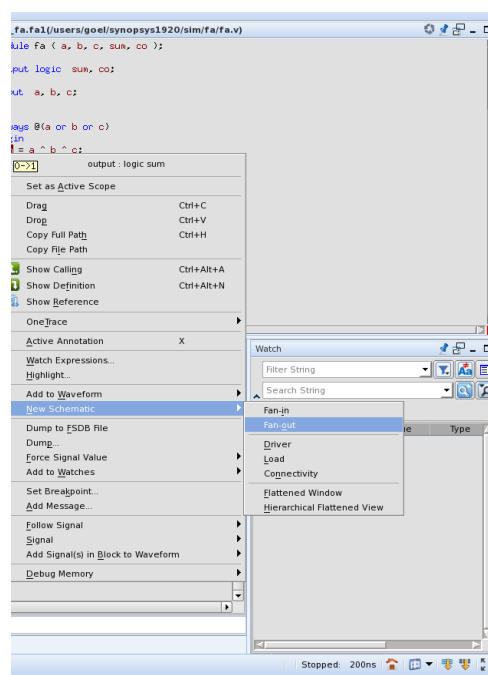 _fa.fa1(/users/goel/synopsys1920/sim/fa/fa.v)
fa ( a, b, c, sum, co );
logic sum, co;
a, b, c;
@(a or b or c)
= a ^ b ^ c;
0->1 output : logic sum
Set as Active Scope
Drag Ctrl+C
Drop Ctrl+V
Copy Full Path Ctrl+H
Copy File Path
Show Calling Ctrl+Alt+A
Show Definition Ctrl+Alt+N
Show Reference
OneTrace
Active Annotation X
Watch Expressions...
Highlight...
Add to Waveform
New Schematic
Dump to FSDB File
Dump...
Force Signal Value
Add to Watches
Set Breakpoint...
Add Message...
Follow Signal
Signal
Add Signal(s) in Block to Waveform
Debug Memory
Watch
Filter String
Search String
Type
Fan-in
Fan-out
Driver
Load
Connectivity
Flattened Window
Hierarchical Flattened View
Stopped: 200ns